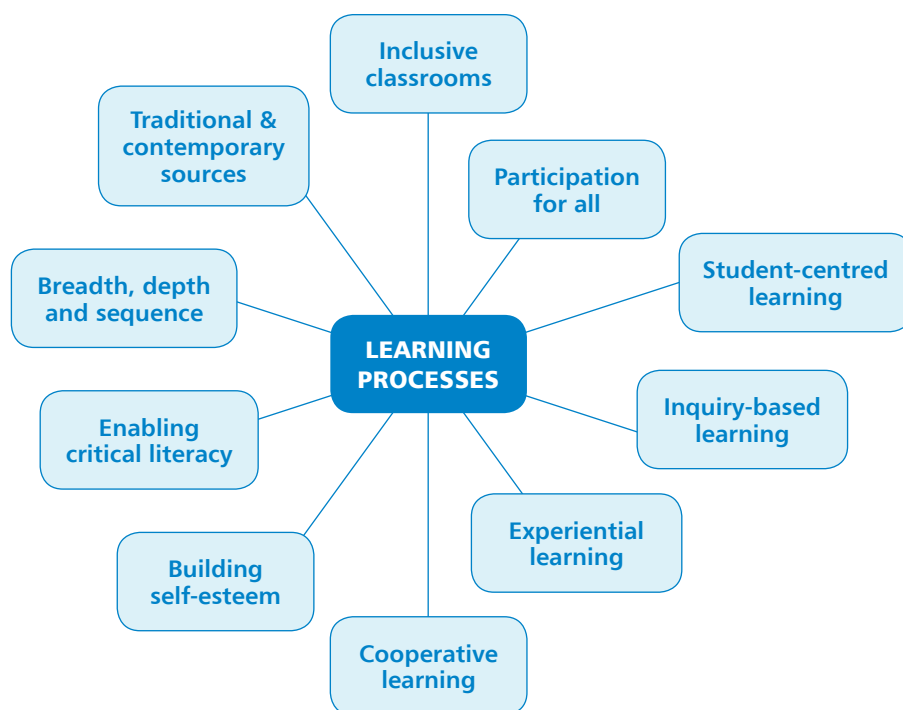 Inclusive
classrooms
Traditional &
contemporary
sources
Participation
for all
Breadth, depth
and sequence
Student-centred
learning
LEARNING
PROCESSES
Enabling
critical literacy
Inquiry-based
learning
Building
self-esteem
Experiential
learning
Cooperative
learning